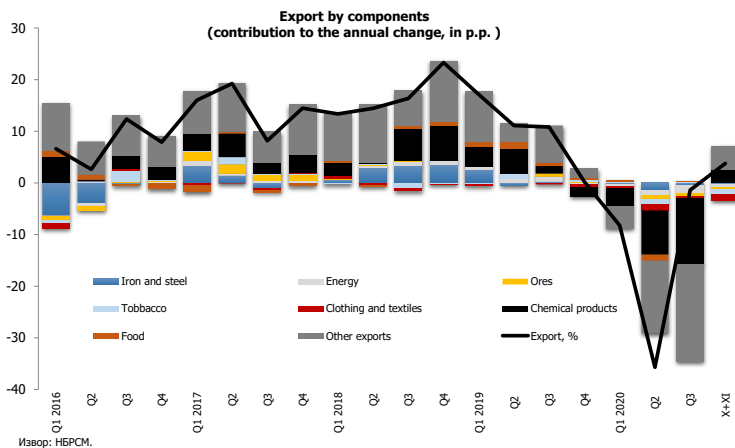 Export by components
(contribution to the annual change, in p.p. )
30
20
10
0
-10
-20
-30
-40
Iron and steel
Energy
Ores
Tobbacco
Clothing and textiles
Chemical products
Food
Other exports
Export, %
Q1 2016
Q2
Q3
Q4
Q1 2017
Q2
Q3
Q4
Q1 2018
Q2
Q3
Q4
Q1 2019
Q2
Q3
Q4
Q1 2020
Q2
Q3
X+XI
Извор: НБРСМ.